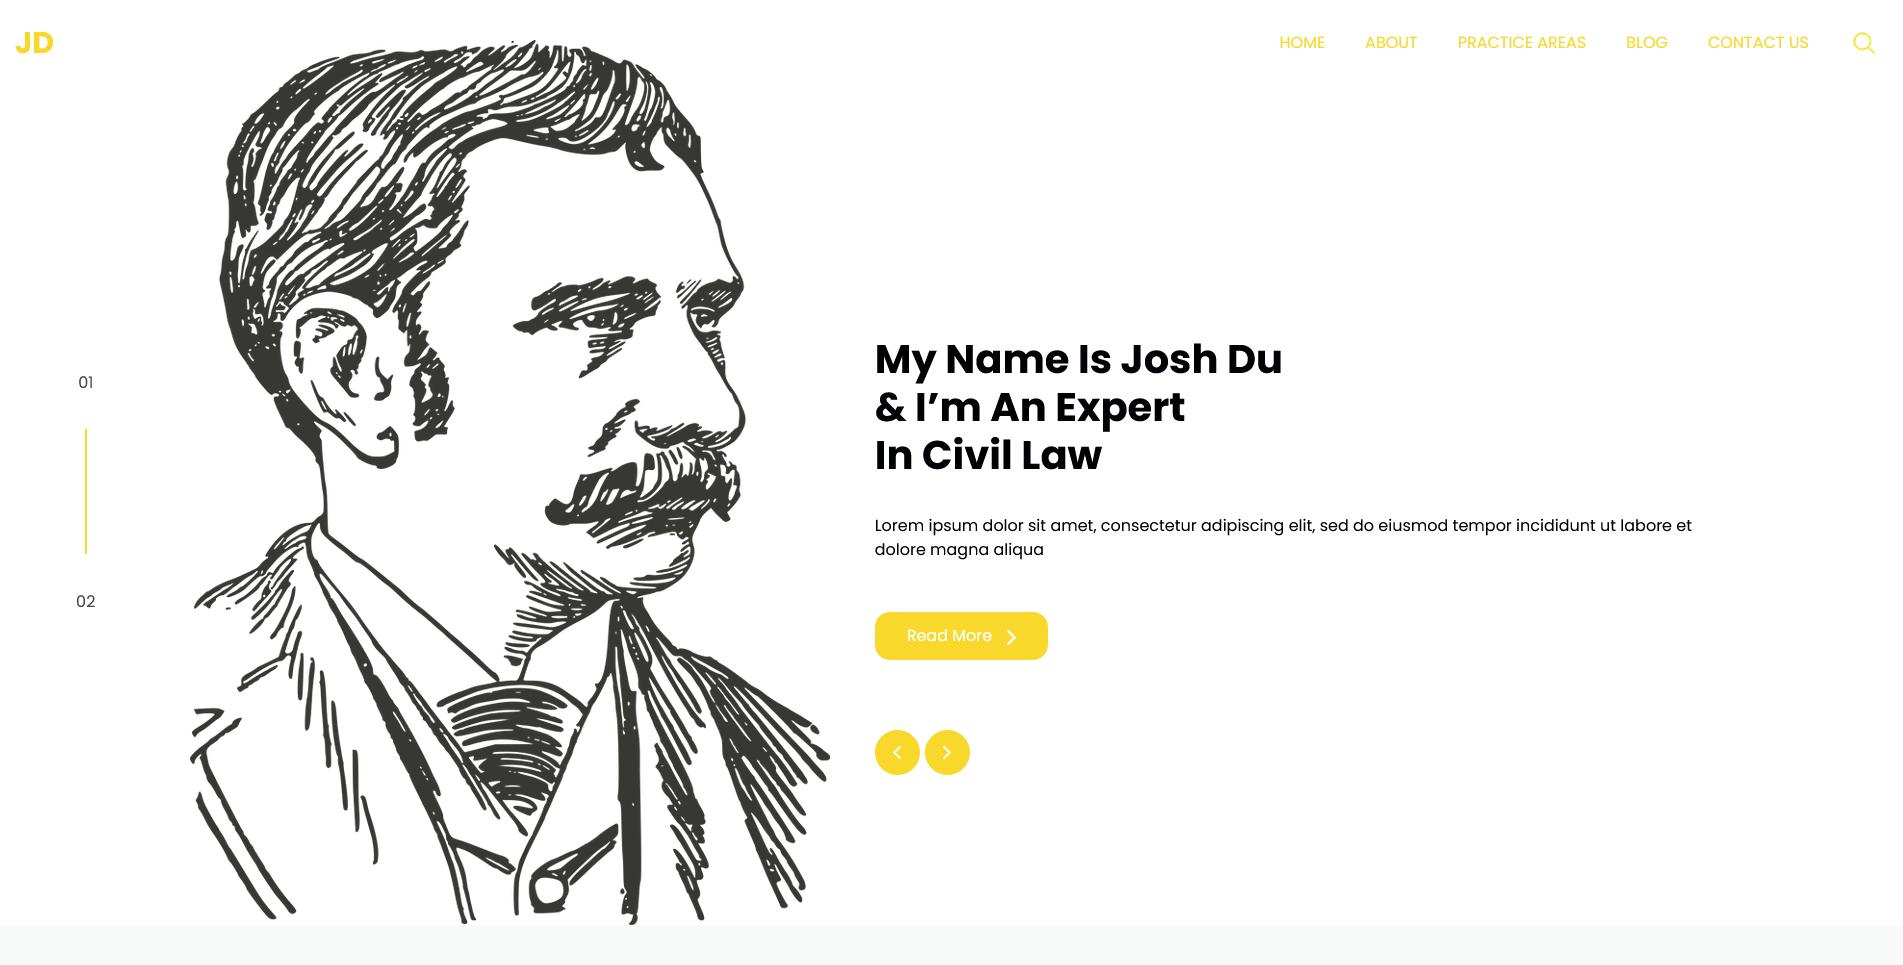 JD
HOME ABOUT PRACTICE AREAS BLOG CONTACT US
01
02
My Name Is Josh Du
& I’m An Expert
In Civil Law
Lorem ipsum dolor sit amet, consectetur adipiscing elit, sed do eiusmod tempor incididunt ut labore et
dolore magna aliqua
Read More